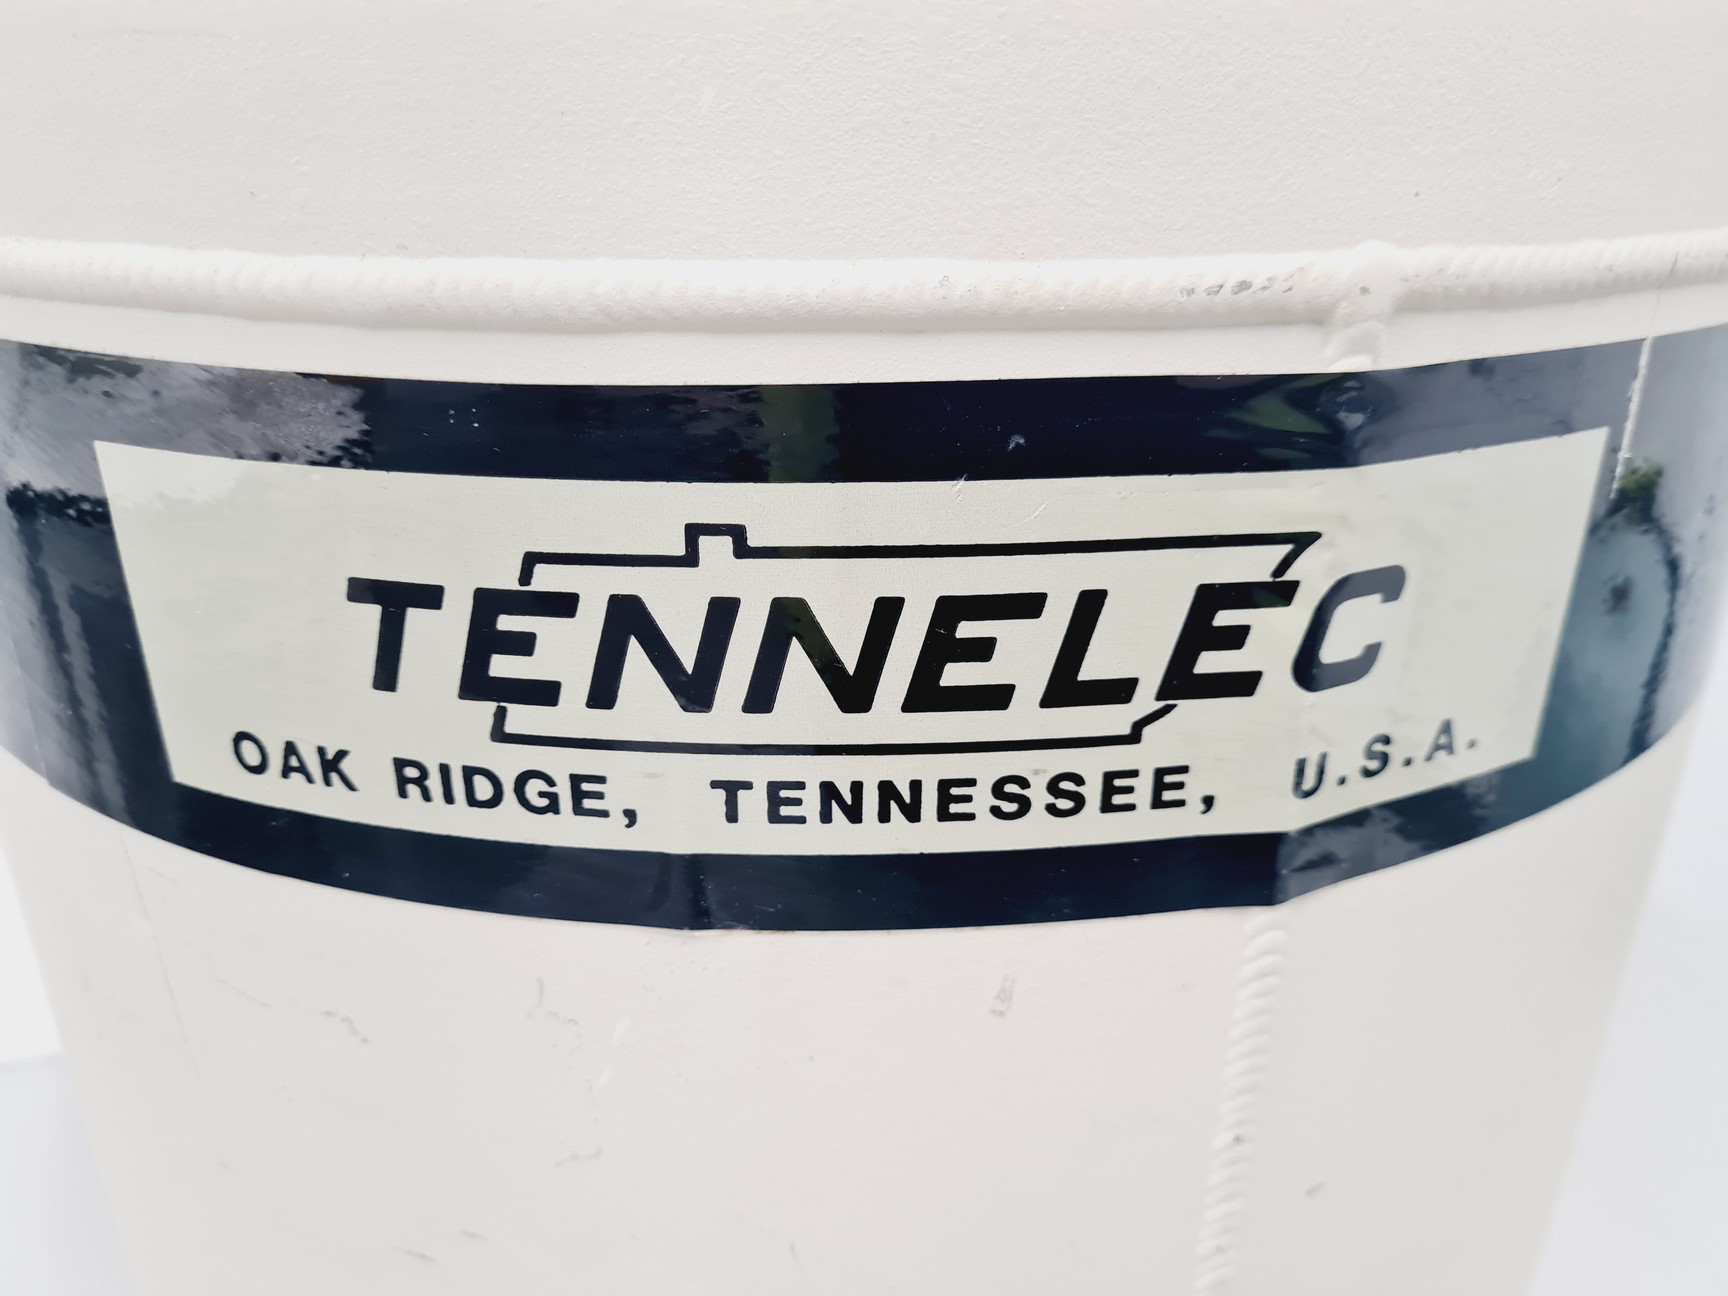 TENNELEC
OAK RIDGE, TENNESSEE, U.S.A.